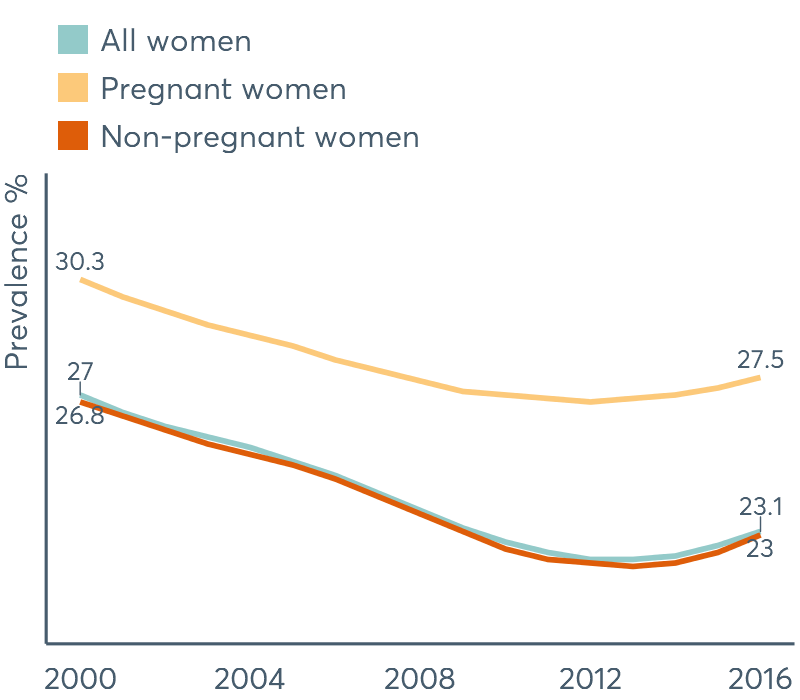 All women
Pregnant women
Non-pregnant women
Prevalence %
30.3
27
26.8
27.5
23.1
23
2000 2004 2008 2012 2016